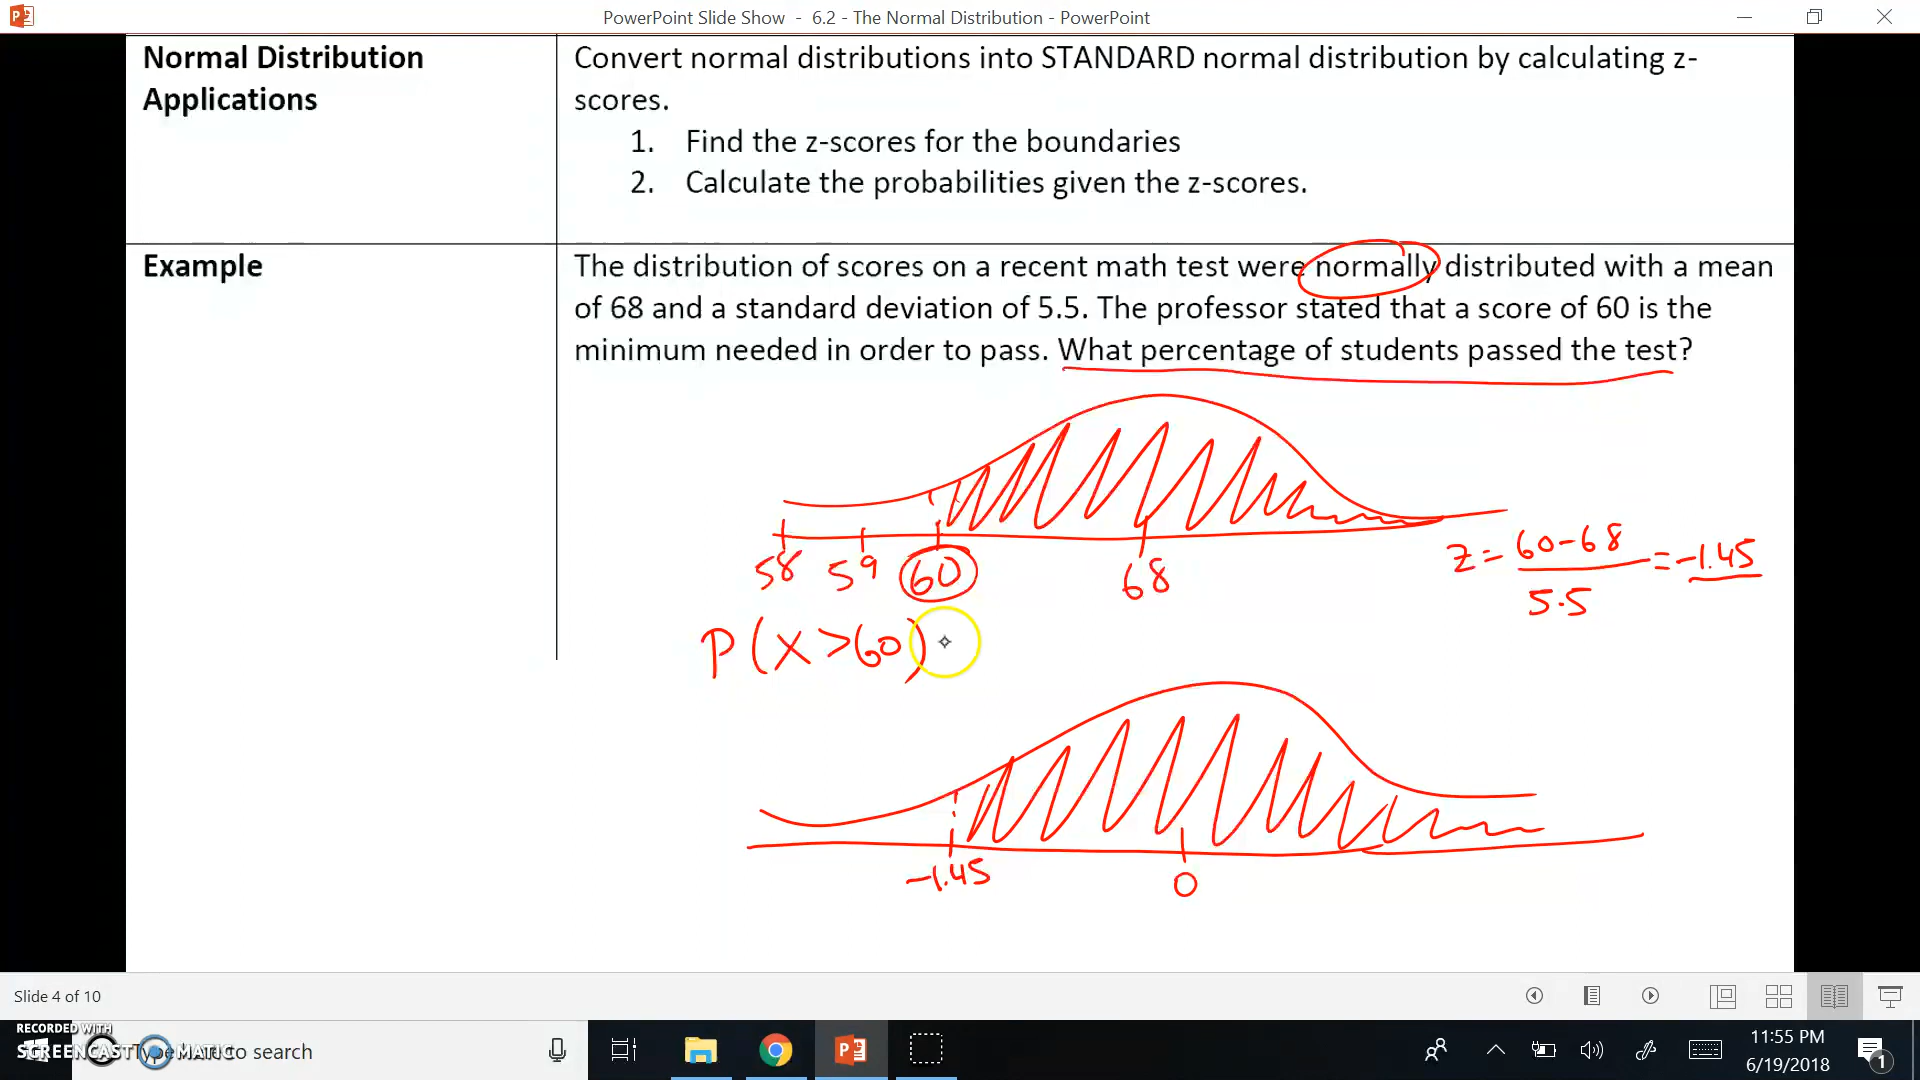 PowerPoint Slide Show - 6.2 - The Normal Distribution - PowerPoint
Normal Distribution
Applications
Convert normal distributions into STANDARD normal distribution by calculating z-
scores.
1. Find the z-scores for the boundaries
2. Calculate the probabilities given the z-scores.
Example
The distribution of scores on a recent math test were normally distributed with a mean
of 68 and a standard deviation of 5.5. The professor stated that a score of 60 is the
minimum needed in order to pass. What percentage of students passed the test?
58 59 60 68
z = 60-68 / 5.5 = -1.45
P(X>60)
-1.45 0
Slide 4 of 10
RECORDED WITH
SCREENCAST MATIC
Type here to search
11:55 PM
6/19/2018
1